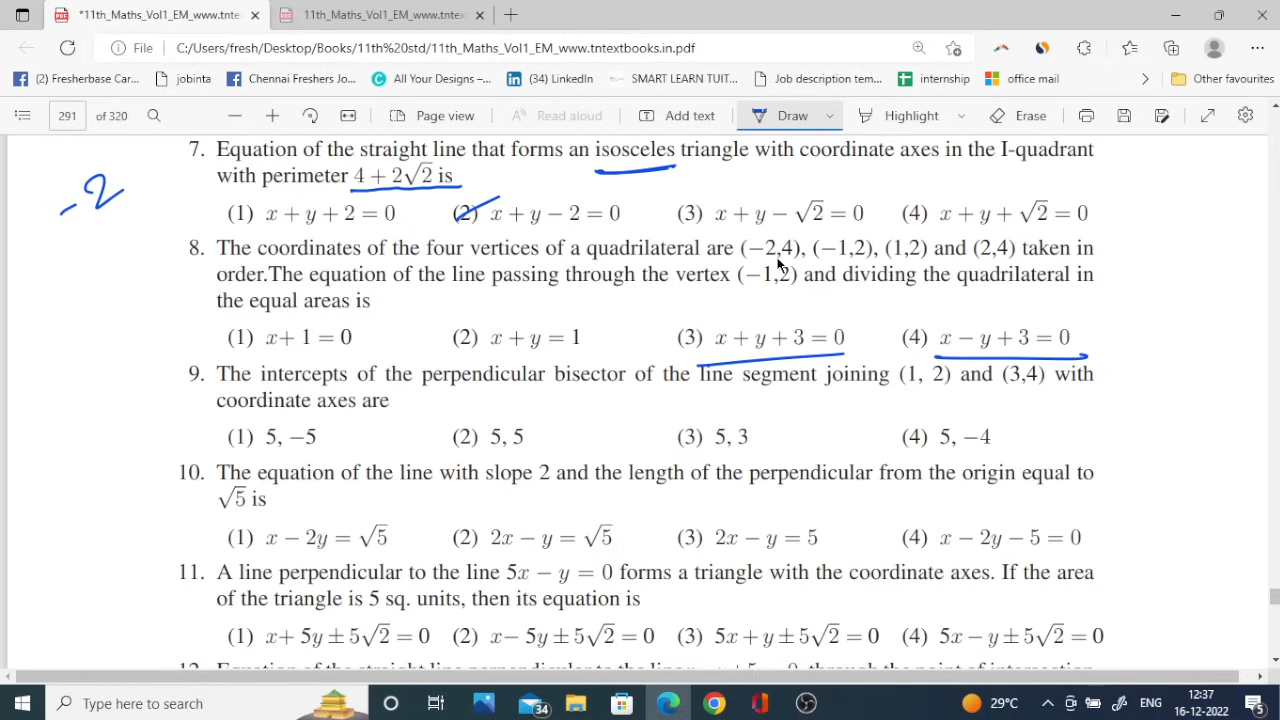 *11th_Maths_Vol1_EM_www.tnte
11th_Maths_Vol1_EM_www.tntex
File C:/Users/fresh/Desktop/Books/11th%20std/11th_Maths_Vol1_EM_www.tntextbooks.in.pdf
(2) Fresherbase Car... jobinta Chennai Freshers Jo... All Your Designs –... (34) LinkedIn SMART LEARN TUIT... Job description tem... internship office mail Other favourites
291 of 320 Page view Read aloud Add text Draw Highlight Erase
7. Equation of the straight line that forms an isosceles triangle with coordinate axes in the I-quadrant
with perimeter 4 + 2√2 is
-2
(1) x + y + 2 = 0 (2) x + y − 2 = 0 (3) x + y − √2 = 0 (4) x + y + √2 = 0
8. The coordinates of the four vertices of a quadrilateral are (−2,4), (−1,2), (1,2) and (2,4) taken in
order.The equation of the line passing through the vertex (−1,2) and dividing the quadrilateral in
the equal areas is
(1) x+ 1 = 0 (2) x + y = 1 (3) x + y + 3 = 0 (4) x − y + 3 = 0
9. The intercepts of the perpendicular bisector of the line segment joining (1, 2) and (3,4) with
coordinate axes are
(1) 5, −5 (2) 5, 5 (3) 5, 3 (4) 5, −4
10. The equation of the line with slope 2 and the length of the perpendicular from the origin equal to
√5 is
(1) x − 2y = √5 (2) 2x − y = √5 (3) 2x − y = 5 (4) x − 2y − 5 = 0
11. A line perpendicular to the line 5x − y = 0 forms a triangle with the coordinate axes. If the area
of the triangle is 5 sq. units, then its equation is
(1) x+ 5y ± 5√2 = 0 (2) x− 5y ± 5√2 = 0 (3) 5x + y ± 5√2 = 0 (4) 5x − y ± 5√2 = 0
Type here to search 34 29°C ENG 12:37
16-12-2022 5